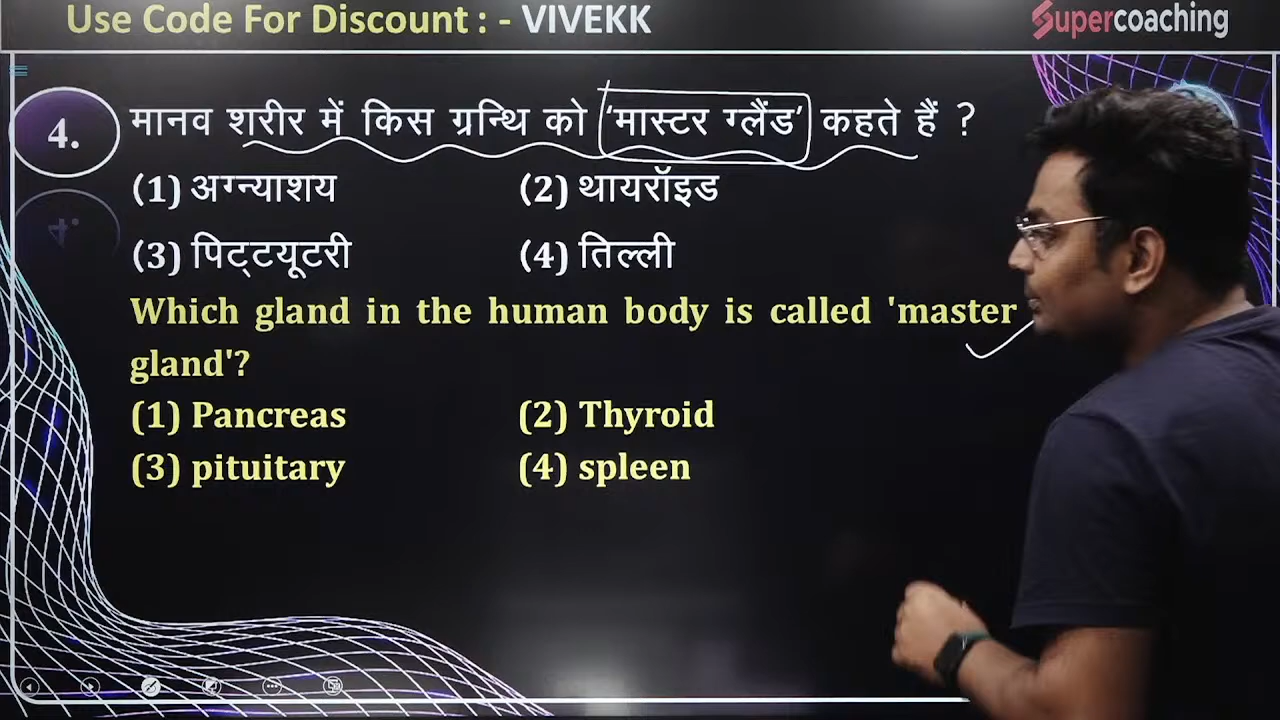 Use Code For Discount : - VIVEKK
Supercoaching
4. मानव शरीर में किस ग्रन्थि को 'मास्टर ग्लैंड' कहते हैं ?
(1) अग्न्याशय (2) थायरॉइड
(3) पिट्टयूटरी (4) तिल्ली
Which gland in the human body is called 'master
gland'?
(1) Pancreas (2) Thyroid
(3) pituitary (4) spleen